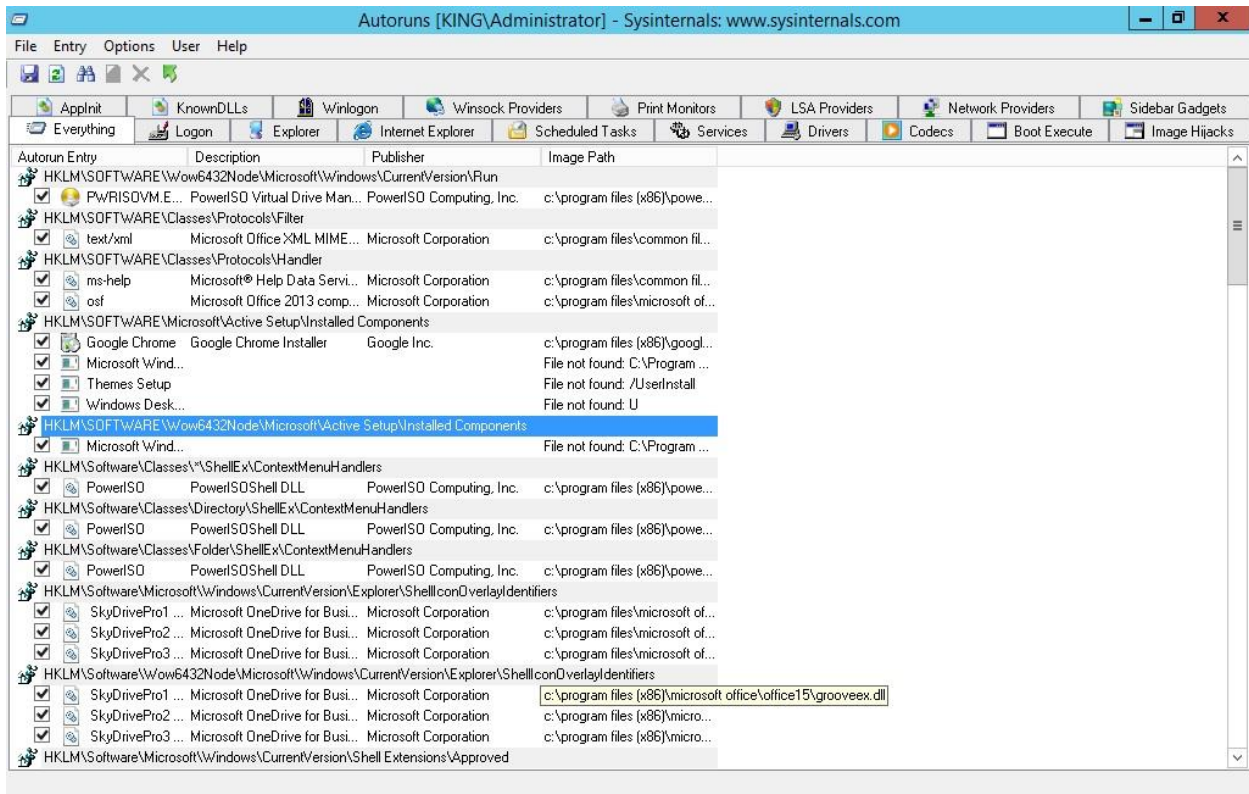 Autoruns [KING\Administrator] - Sysinternals: www.sysinternals.com
File Entry Options User Help
AppInit KnownDLLs Winlogon Winsock Providers Print Monitors LSA Providers Network Providers Sidebar Gadgets
Everything Logon Explorer Internet Explorer Scheduled Tasks Services Drivers Codecs Boot Execute Image Hijacks
Autorun Entry Description Publisher Image Path
HKLM\SOFTWARE\Wow6432Node\Microsoft\Windows\CurrentVersion\Run
PWRISOVM.E... PowerISO Virtual Drive Man... PowerISO Computing, Inc. c:\program files (x86)\powe...
HKLM\SOFTWARE\Classes\Protocols\Filter
text/xml Microsoft Office XML MIME... Microsoft Corporation c:\program files\common fil...
HKLM\SOFTWARE\Classes\Protocols\Handler
ms-help Microsoft® Help Data Servi... Microsoft Corporation c:\program files\common fil...
osf Microsoft Office 2013 comp... Microsoft Corporation c:\program files\microsoft of...
HKLM\SOFTWARE\Microsoft\Active Setup\Installed Components
Google Chrome Google Chrome Installer Google Inc. c:\program files (x86)\googl...
Microsoft Wind... File not found: C:\Program ...
Themes Setup File not found: /UserInstall
Windows Desk... File not found: U
HKLM\SOFTWARE\Wow6432Node\Microsoft\Active Setup\Installed Components
Microsoft Wind... File not found: C:\Program ...
HKLM\Software\Classes\*\ShellEx\ContextMenuHandlers
PowerISO PowerISOShell DLL PowerISO Computing, Inc. c:\program files (x86)\powe...
HKLM\Software\Classes\Directory\ShellEx\ContextMenuHandlers
PowerISO PowerISOShell DLL PowerISO Computing, Inc. c:\program files (x86)\powe...
HKLM\Software\Classes\Folder\ShellEx\ContextMenuHandlers
PowerISO PowerISOShell DLL PowerISO Computing, Inc. c:\program files (x86)\powe...
HKLM\Software\Microsoft\Windows\CurrentVersion\Explorer\ShellIconOverlayIdentifiers
SkyDrivePro1 ... Microsoft OneDrive for Busi... Microsoft Corporation c:\program files\microsoft of...
SkyDrivePro2 ... Microsoft OneDrive for Busi... Microsoft Corporation c:\program files\microsoft of...
SkyDrivePro3 ... Microsoft OneDrive for Busi... Microsoft Corporation c:\program files\microsoft of...
HKLM\Software\Wow6432Node\Microsoft\Windows\CurrentVersion\Explorer\ShellIconOverlayIdentifiers
SkyDrivePro1 ... Microsoft OneDrive for Busi... Microsoft Corporation c:\program files (x86)\microsoft office\office15\grooveex.dll
SkyDrivePro2 ... Microsoft OneDrive for Busi... Microsoft Corporation c:\program files (x86)\micro...
SkyDrivePro3 ... Microsoft OneDrive for Busi... Microsoft Corporation c:\program files (x86)\micro...
HKLM\Software\Microsoft\Windows\CurrentVersion\Shell Extensions\Approved